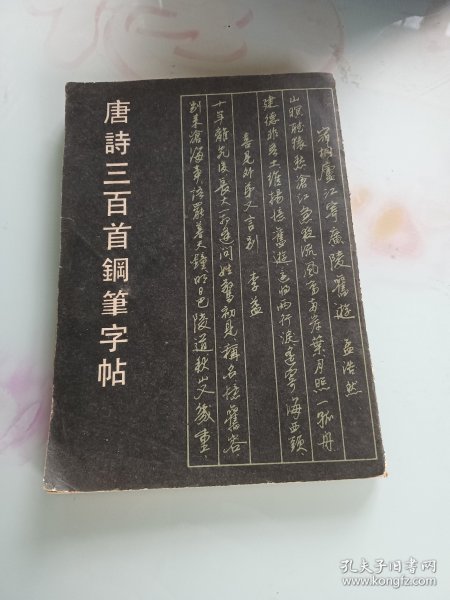 唐詩三百首鋼筆字帖
宿桐廬江寄廣陵舊遊 孟浩然
山暝聽猿愁滄江急夜流風鳴兩岸葉月照一孤舟
建德非吾土維揚憶舊遊還將兩行淚遙寄海西頭
喜見外弟又言別 李益
十年離亂後長大一相逢問姓驚初見稱名憶舊容
別來滄海事語罷暮天鐘明日巴陵道秋山又幾重
孔夫子旧书网
www.kongfz.com